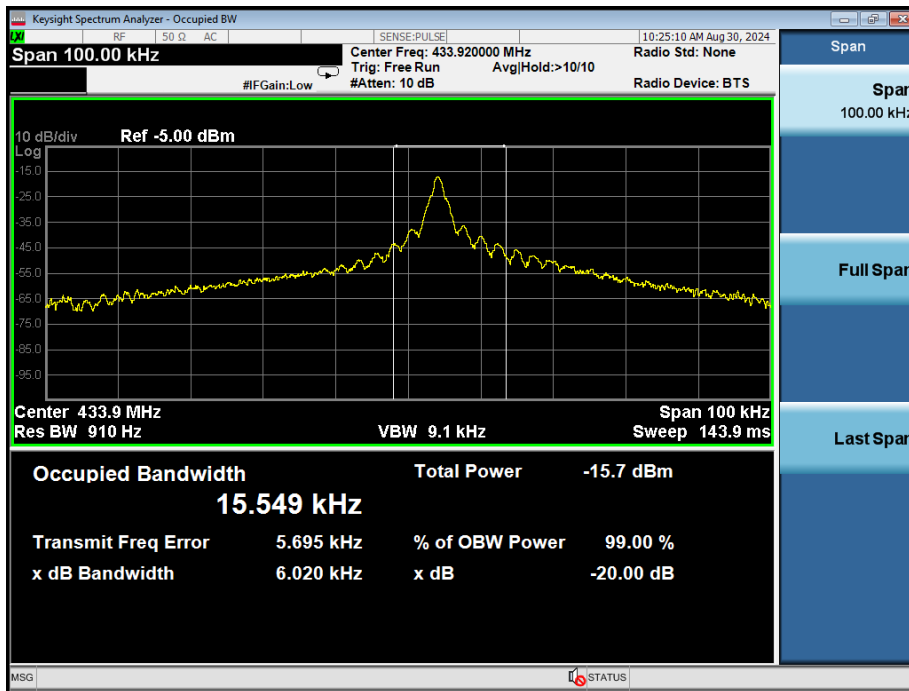 Keysight Spectrum Analyzer - Occupied BW
LXI RF 50 Ω AC SENSE:PULSE 10:25:10 AM Aug 30, 2024
Span 100.00 kHz
Center Freq: 433.920000 MHz
Radio Std: None
Trig: Free Run Avg|Hold:>10/10
#IFGain:Low
#Atten: 10 dB
Radio Device: BTS
10 dB/div Ref -5.00 dBm
Log
-15.0
-25.0
-35.0
-45.0
-55.0
-65.0
-75.0
-85.0
-95.0
Center 433.9 MHz Span 100 kHz
Res BW 910 Hz VBW 9.1 kHz Sweep 143.9 ms
Occupied Bandwidth
15.549 kHz
Total Power -15.7 dBm
Transmit Freq Error 5.695 kHz % of OBW Power 99.00 %
x dB Bandwidth 6.020 kHz x dB -20.00 dB
Span
Span
100.00 kHz
Full Span
Last Span
MSG STATUS